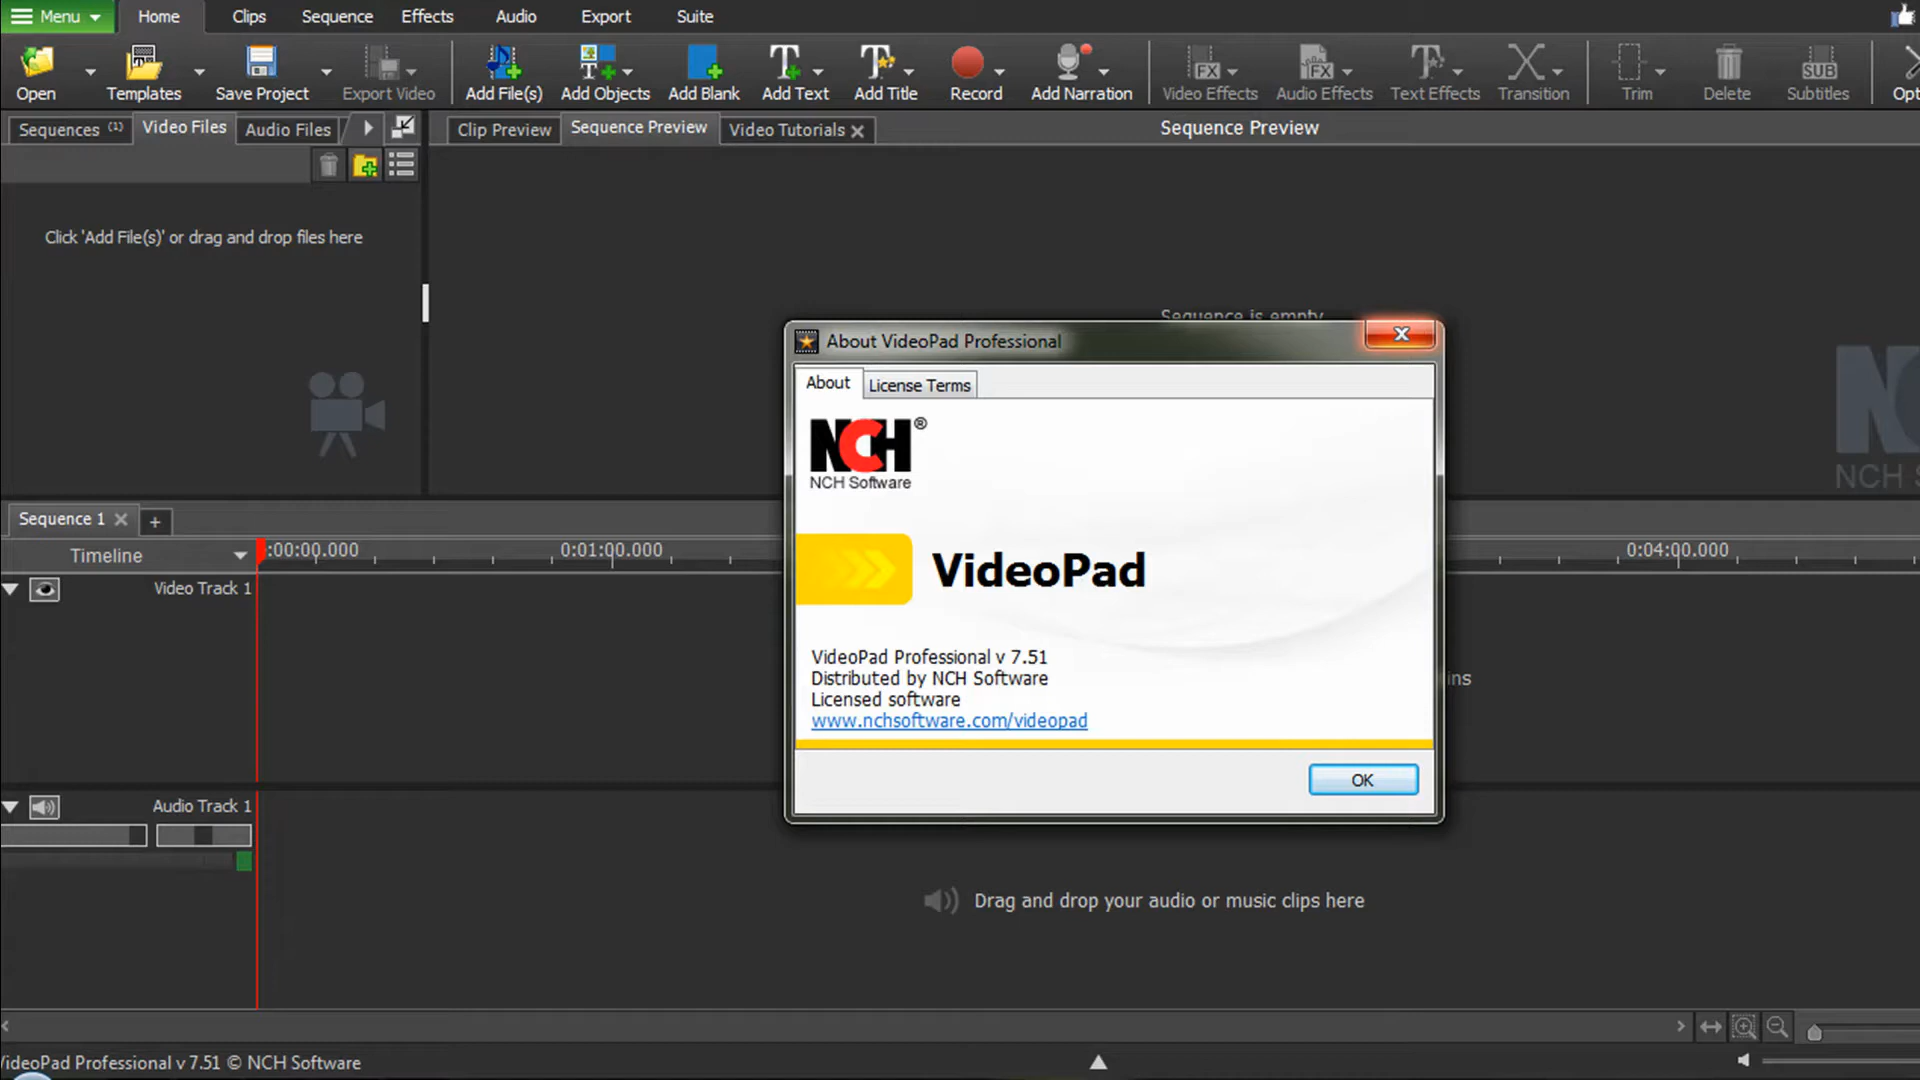 Menu Home Clips Sequence Effects Audio Export Suite
Open Templates Save Project Export Video Add File(s) Add Objects Add Blank Add Text Add Title Record Add Narration Video Effects Audio Effects Text Effects Transition Trim Delete Subtitles
Sequences (1) Video Files Audio Files Clip Preview Sequence Preview Video Tutorials Sequence Preview
Click 'Add File(s)' or drag and drop files here
Sequence is empty
About VideoPad Professional
About License Terms
NCH®
NCH Software
NCH
VideoPad
VideoPad Professional v 7.51
Distributed by NCH Software
Licensed software
www.nchsoftware.com/videopad
OK
Sequence 1
Timeline :00:00.000 0:01:00.000 0:04:00.000
Video Track 1
ins
Audio Track 1
Drag and drop your audio or music clips here
VideoPad Professional v 7.51 © NCH Software